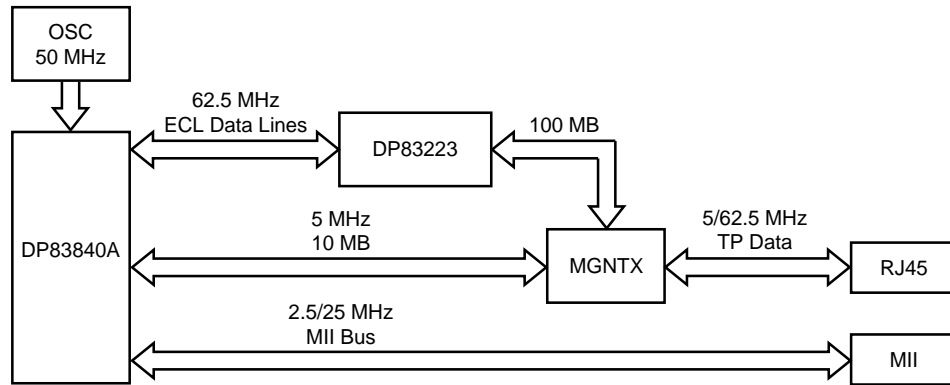 OSC
50 MHz
62.5 MHz
ECL Data Lines
DP83223
100 MB
DP83840A
5 MHz
10 MB
MGNTX
5/62.5 MHz
TP Data
RJ45
2.5/25 MHz
MII Bus
MII